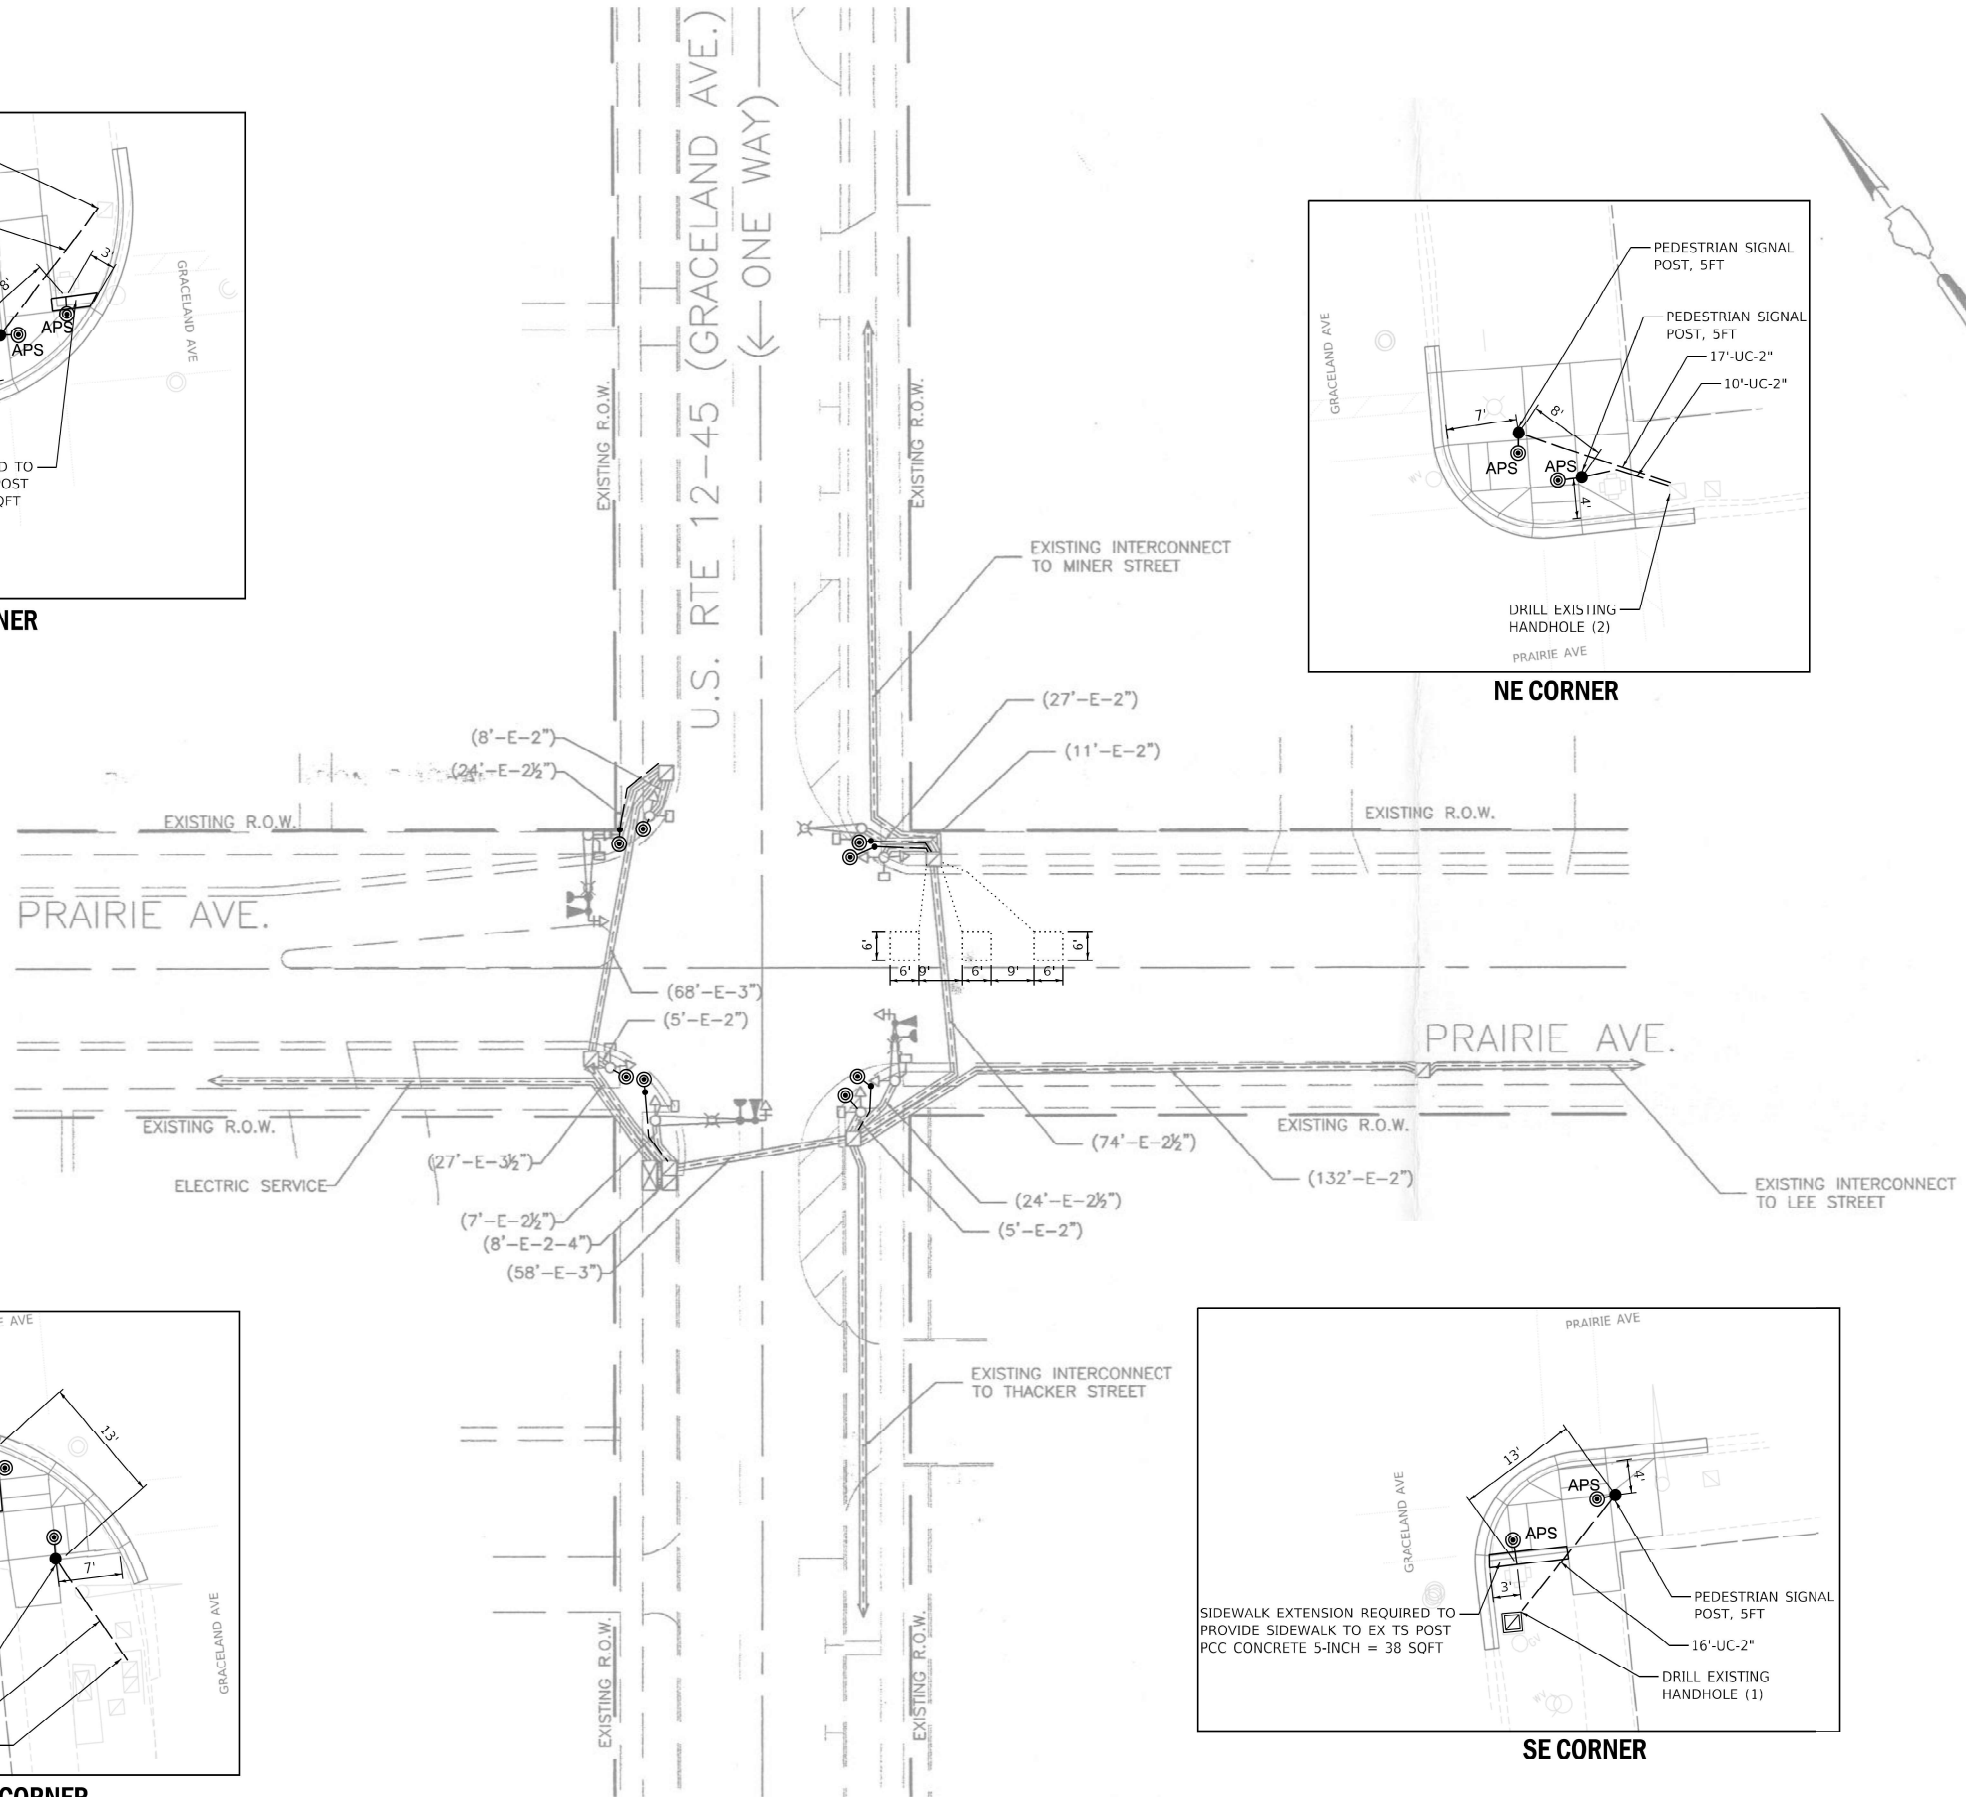 U.S. RTE 12-45 (GRACELAND AVE.)
(← ONE WAY)
EXISTING R.O.W.
EXISTING R.O.W.
3'
8'
GRACELAND AVE
APS
APS
D TO
OST
QFT
NER
PEDESTRIAN SIGNAL
POST, 5FT
PEDESTRIAN SIGNAL
POST, 5FT
17'-UC-2"
10'-UC-2"
GRACELAND AVE
7'
8'
APS
APS
4'
DRILL EXISTING
HANDHOLE (2)
PRAIRIE AVE
NE CORNER
EXISTING INTERCONNECT
TO MINER STREET
(27'-E-2")
(11'-E-2")
(8'-E-2")
(24'-E-2½")
EXISTING R.O.W.
EXISTING R.O.W.
PRAIRIE AVE.
6'
6'
6'
9'
6'
9'
6'
(68'-E-3")
(5'-E-2")
PRAIRIE AVE.
EXISTING R.O.W.
EXISTING R.O.W.
(74'-E-2½")
(27'-E-3½")
(132'-E-2")
ELECTRIC SERVICE
EXISTING INTERCONNECT
TO LEE STREET
(24'-E-2½")
(7'-E-2½")
(5'-E-2")
(8'-E-2-4")
(58'-E-3")
EXISTING INTERCONNECT
TO THACKER STREET
E AVE
13'
7'
GRACELAND AVE
CORNER
EXISTING R.O.W.
EXISTING R.O.W.
PRAIRIE AVE
13'
APS
4'
APS
GRACELAND AVE
3'
PEDESTRIAN SIGNAL
POST, 5FT
SIDEWALK EXTENSION REQUIRED TO
PROVIDE SIDEWALK TO EX TS POST
PCC CONCRETE 5-INCH = 38 SQFT
16'-UC-2"
GV
DRILL EXISTING
HANDHOLE (1)
SE CORNER